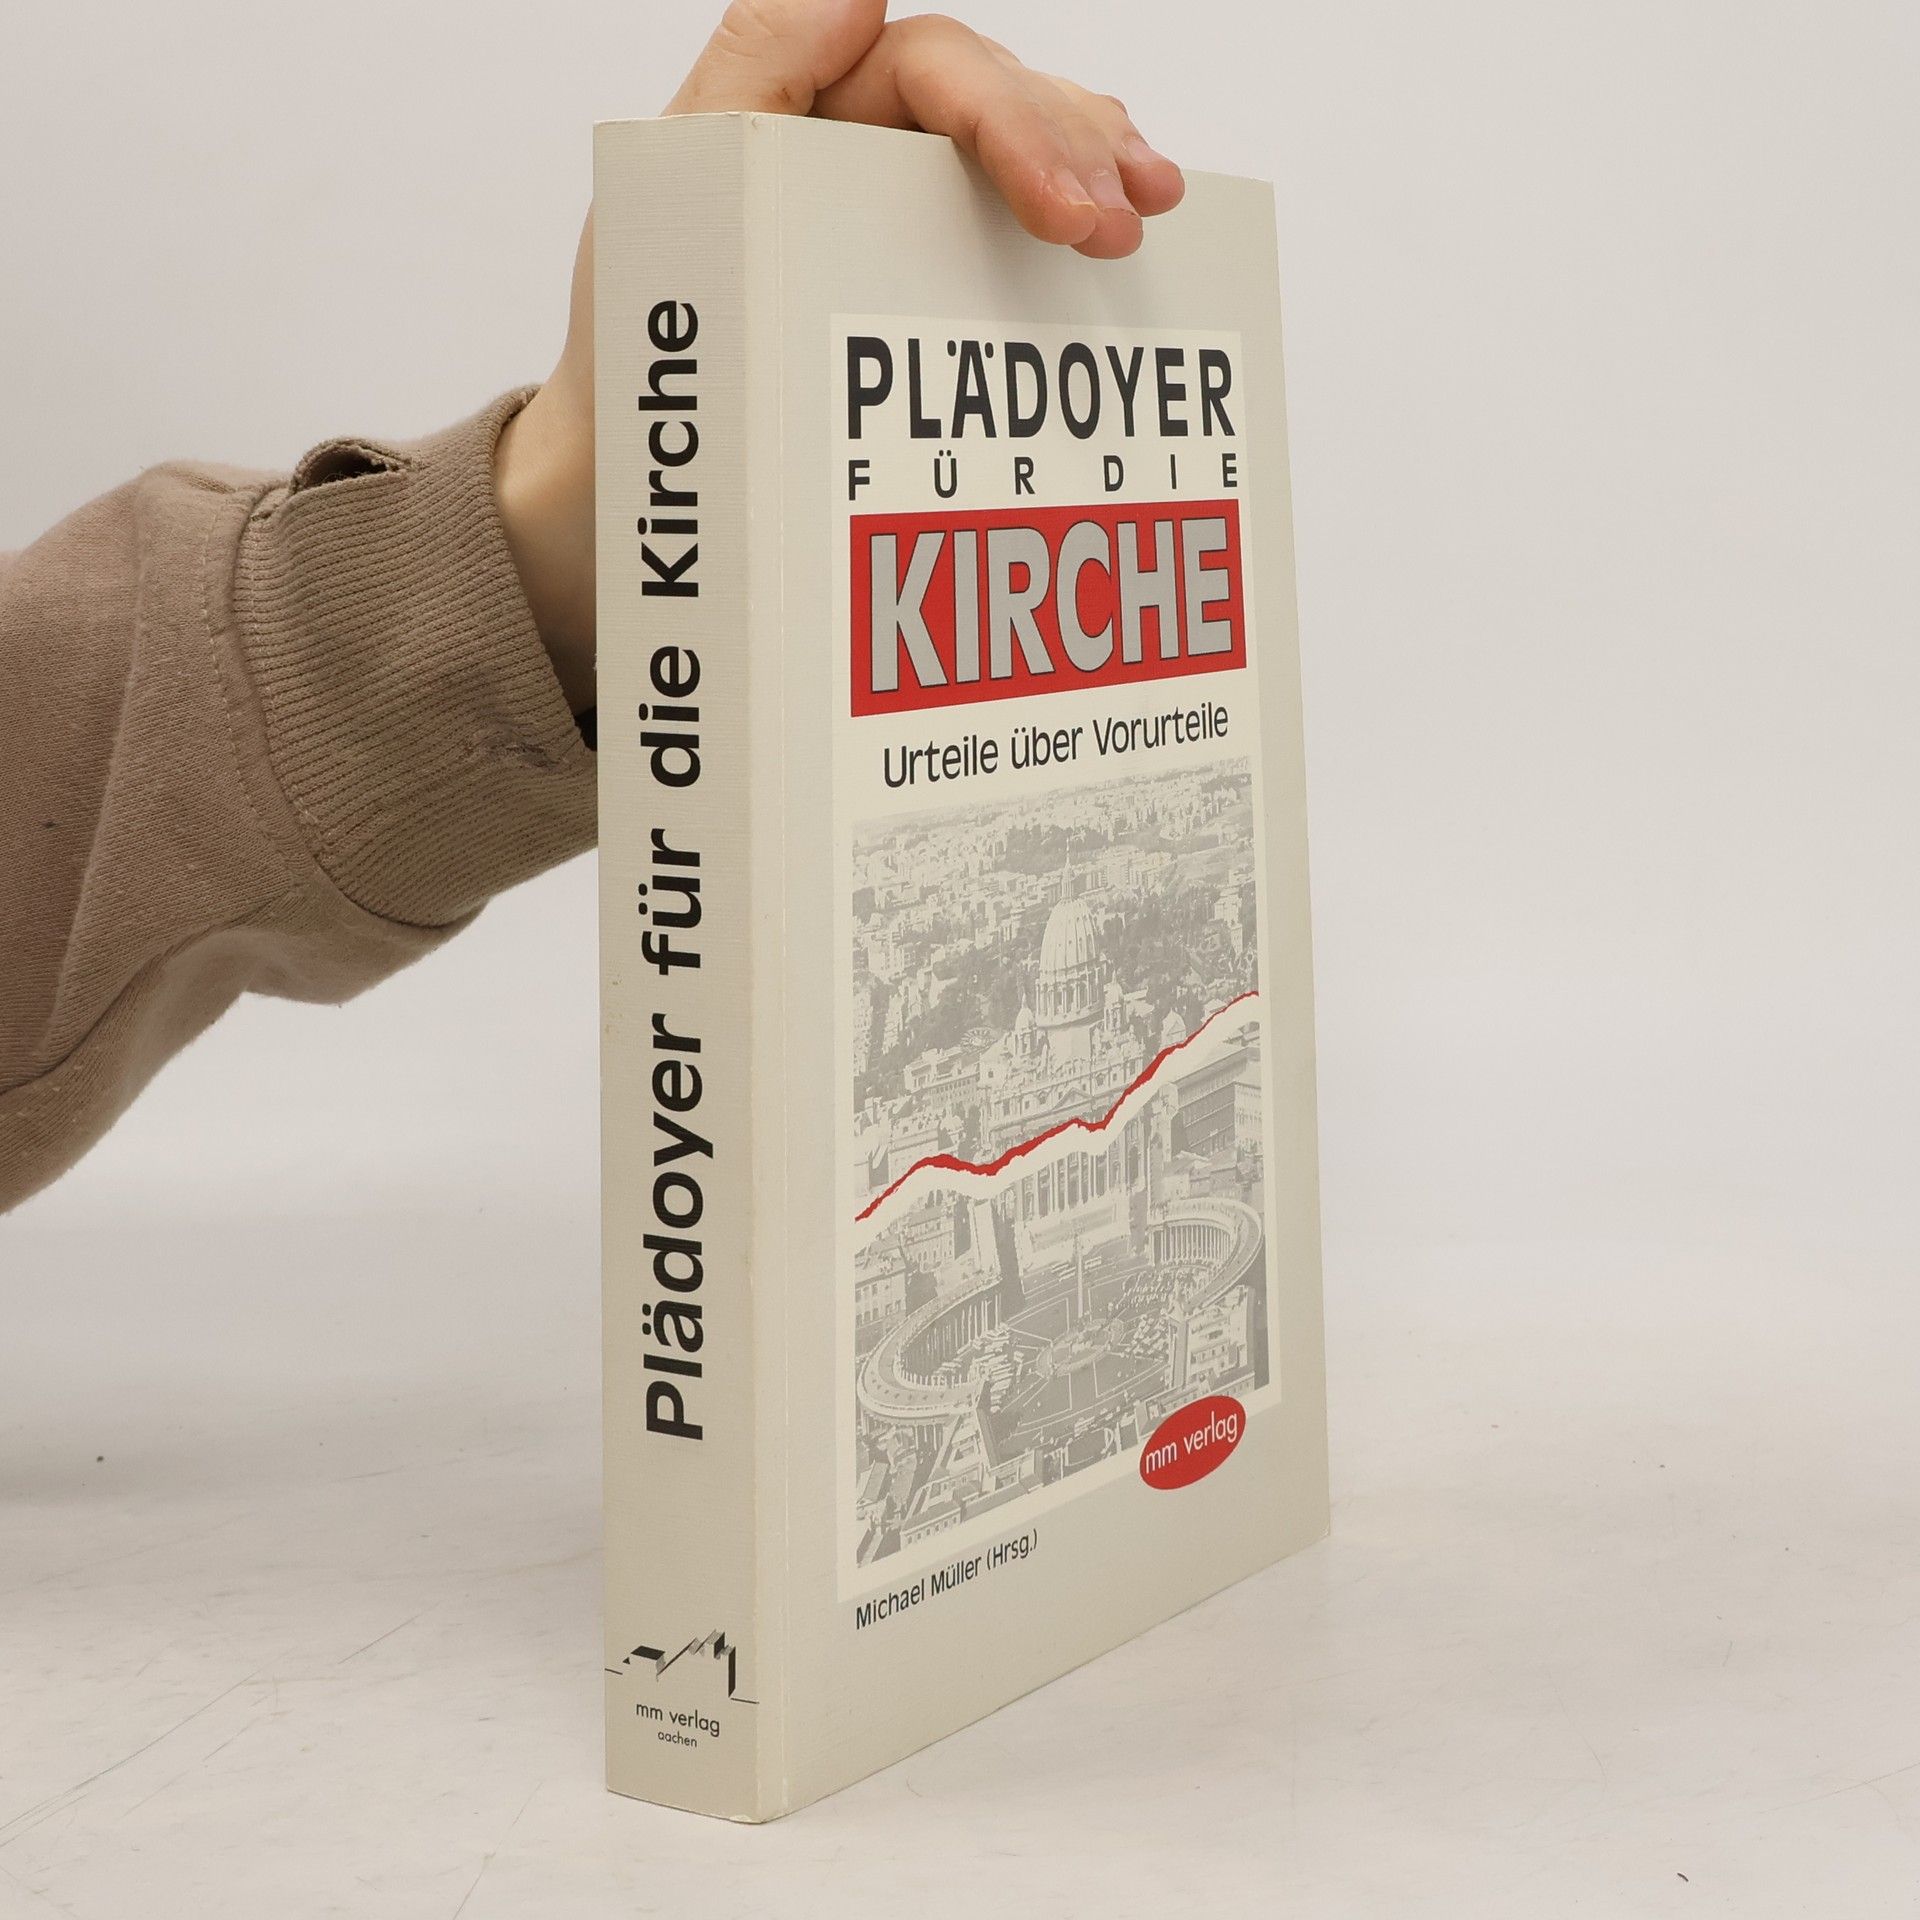 Plädoyer für die Kirche
mm verlag
aachen
PLÄDOYER
FÜR DIE
KIRCHE
Urteile über Vorurteile
mm verlag
Michael Müller (Hrsg.)